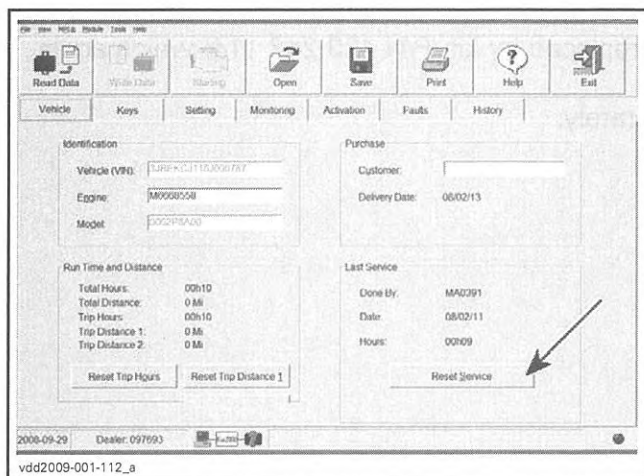 File View MPI Module Tools Help
Read Data Write Data Starting Open Save Print Help Exit
Vehicle Keys Setting Monitoring Activation Faults History
Identification
Vehicle (VIN):
Engine: M0668558
Model:
Purchase
Customer:
Delivery Date: 08/02/13
Run Time and Distance
Total Hours: 00h10
Total Distance: 0 Mi
Trip Hours: 00h10
Trip Distance 1: 0 Mi
Trip Distance 2: 0 Mi
Reset Trip Hours Reset Trip Distance 1
Last Service
Done By: MA0391
Date: 08/02/11
Hours: 00h09
Reset Service
2008-09-29 Dealer: 097693
vdd2009-001-112_a